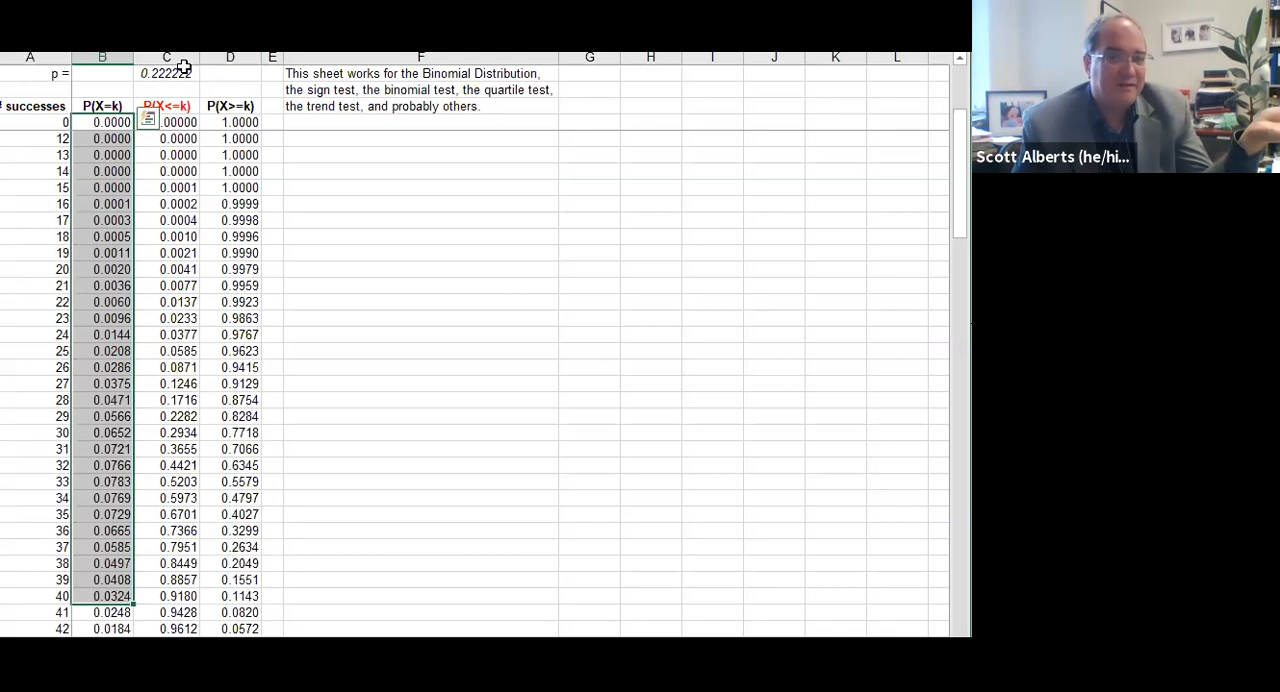 A B C D E F G H I J K L
p = 0.222222 This sheet works for the Binomial Distribution,
the sign test, the binomial test, the quartile test,
# successes P(X=k) P(X<=k) P(X>=k) the trend test, and probably others.
0 0.0000 .00000 1.0000
12 0.0000 0.0000 1.0000
13 0.0000 0.0000 1.0000
14 0.0000 0.0000 1.0000
15 0.0000 0.0001 1.0000
16 0.0001 0.0002 0.9999
17 0.0003 0.0004 0.9998
18 0.0005 0.0010 0.9996
19 0.0011 0.0021 0.9990
20 0.0020 0.0041 0.9979
21 0.0036 0.0077 0.9959
22 0.0060 0.0137 0.9923
23 0.0096 0.0233 0.9863
24 0.0144 0.0377 0.9767
25 0.0208 0.0585 0.9623
26 0.0286 0.0871 0.9415
27 0.0375 0.1246 0.9129
28 0.0471 0.1716 0.8754
29 0.0566 0.2282 0.8284
30 0.0652 0.2934 0.7718
31 0.0721 0.3655 0.7066
32 0.0766 0.4421 0.6345
33 0.0783 0.5203 0.5579
34 0.0769 0.5973 0.4797
35 0.0729 0.6701 0.4027
36 0.0665 0.7366 0.3299
37 0.0585 0.7951 0.2634
38 0.0497 0.8449 0.2049
39 0.0408 0.8857 0.1551
40 0.0324 0.9180 0.1143
41 0.0248 0.9428 0.0820
42 0.0184 0.9612 0.0572
Scott Alberts (he/hi...